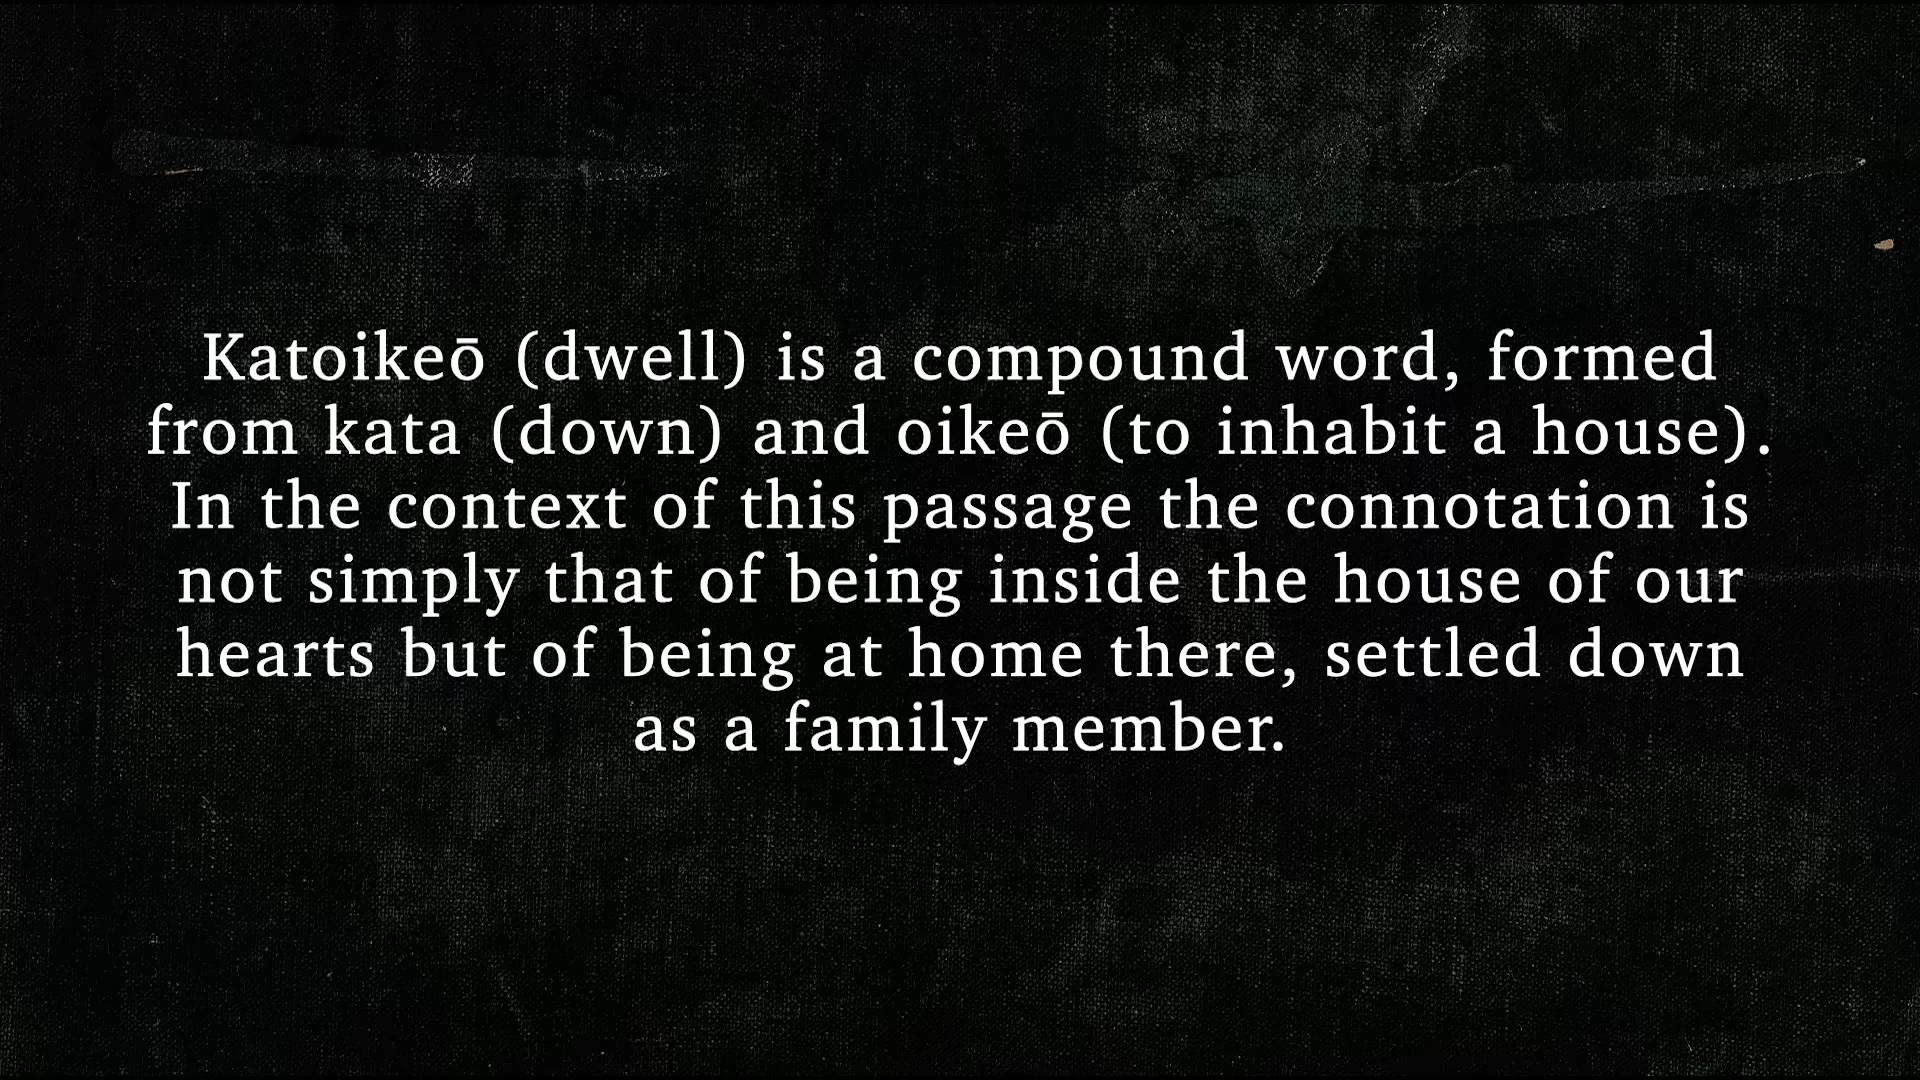 Katoikeō (dwell) is a compound word, formed
from kata (down) and oikeō (to inhabit a house).
In the context of this passage the connotation is
not simply that of being inside the house of our
hearts but of being at home there, settled down
as a family member.